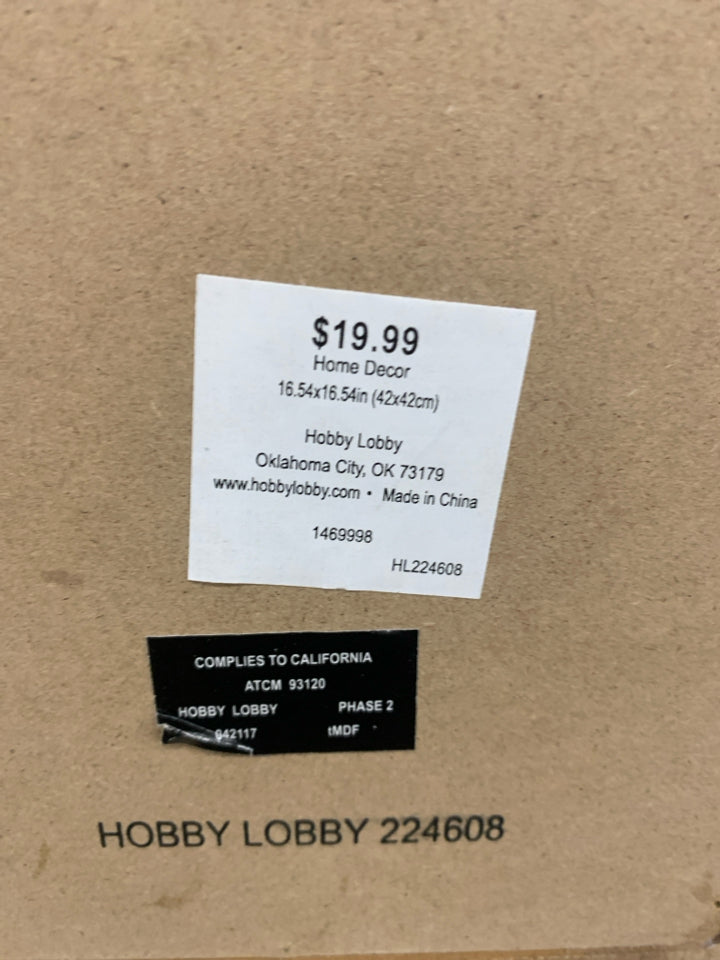 $19.99
Home Decor
16.54x16.54in (42x42cm)
Hobby Lobby
Oklahoma City, OK 73179
www.hobbylobby.com • Made in China
1469998
HL224608
COMPLIES TO CALIFORNIA
ATCM 93120
HOBBY LOBBY PHASE 2
042117 tMDF
HOBBY LOBBY 224608